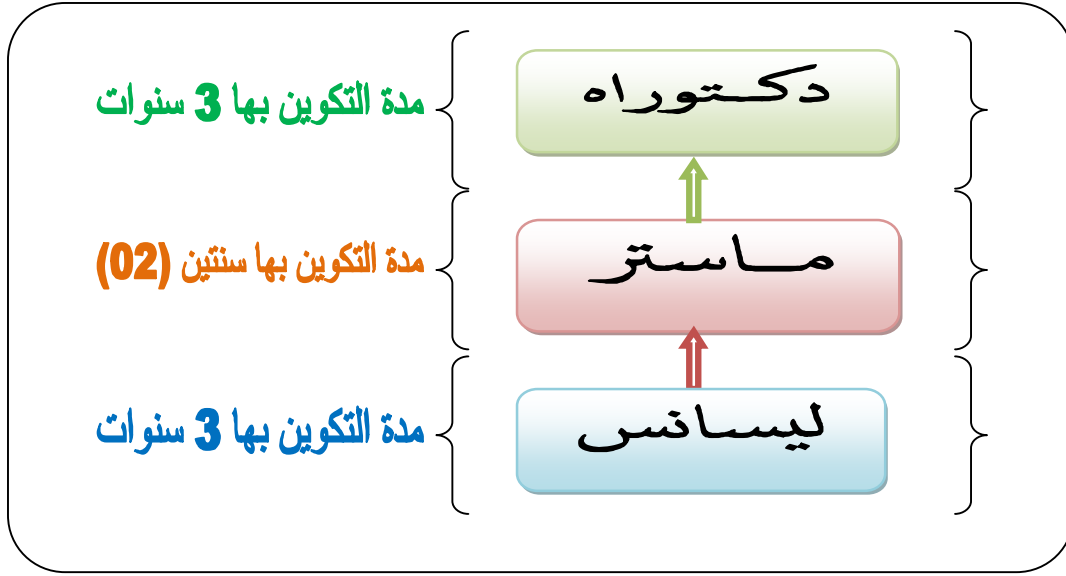 دكتوراه
مدة التكوين بها 3 سنوات
ماستر
مدة التكوين بها سنتين (02)
ليسانس
مدة التكوين بها 3 سنوات